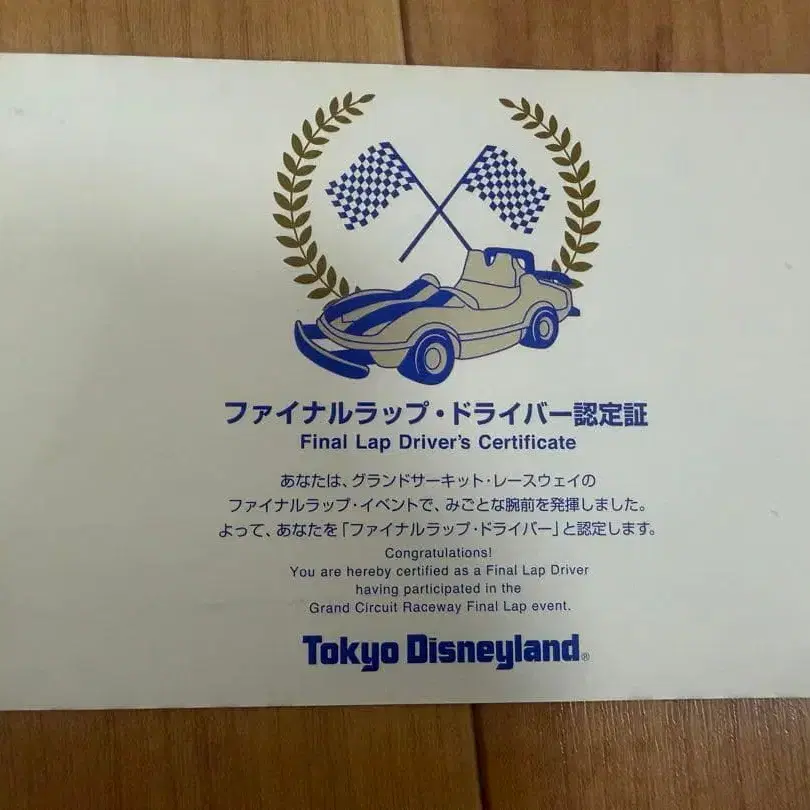 ファイナルラップ・ドライバー認定証
Final Lap Driver's Certificate
あなたは、グランドサーキット・レースウェイの
ファイナルラップ・イベントで、みごとな腕前を発揮しました。
よって、あなたを「ファイナルラップ・ドライバー」と認定します。
Congratulations!
You are hereby certified as a Final Lap Driver
having participated in the
Grand Circuit Raceway Final Lap event.
Tokyo Disneyland®